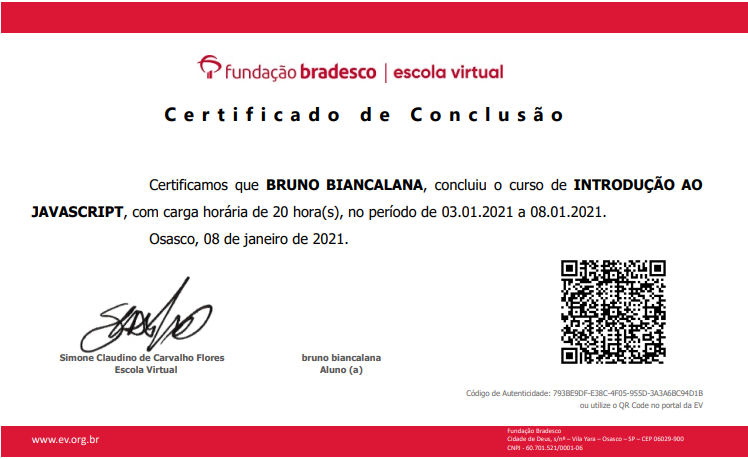 fundação bradesco | escola virtual
Certificado de Conclusão
Certificamos que BRUNO BIANCALANA, concluiu o curso de INTRODUÇÃO AO
JAVASCRIPT, com carga horária de 20 hora(s), no período de 03.01.2021 a 08.01.2021.
Osasco, 08 de janeiro de 2021.
Simone Claudino de Carvalho Flores
Escola Virtual
bruno biancalana
Aluno (a)
Código de Autenticidade: 793BE9DF-E38C-4F05-955D-3A3A6BC94D1B
ou utilize o QR Code no portal da EV
www.ev.org.br
Fundação Bradesco
Cidade de Deus, s/nº – Vila Yara – Osasco – SP – CEP 06029-900
CNPJ - 60.701.521/0001-06